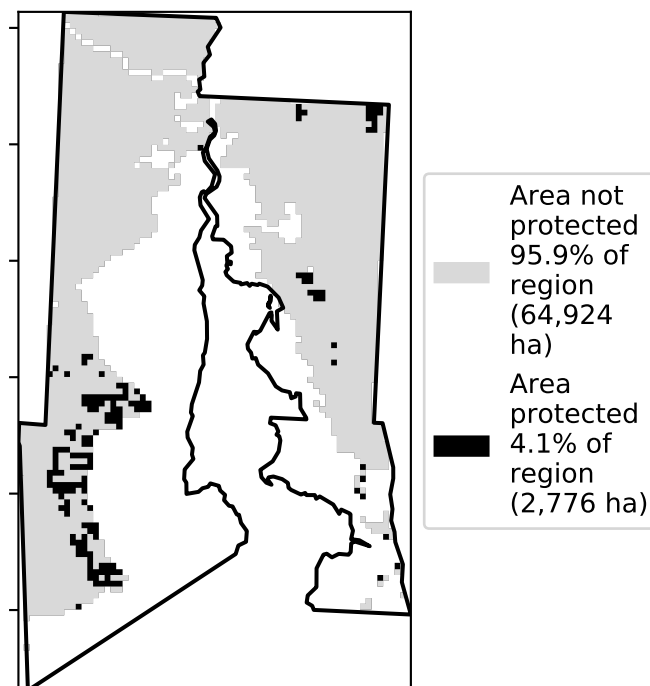 Area not
protected
95.9% of
region
(64,924
ha)
Area
protected
4.1% of
region
(2,776 ha)